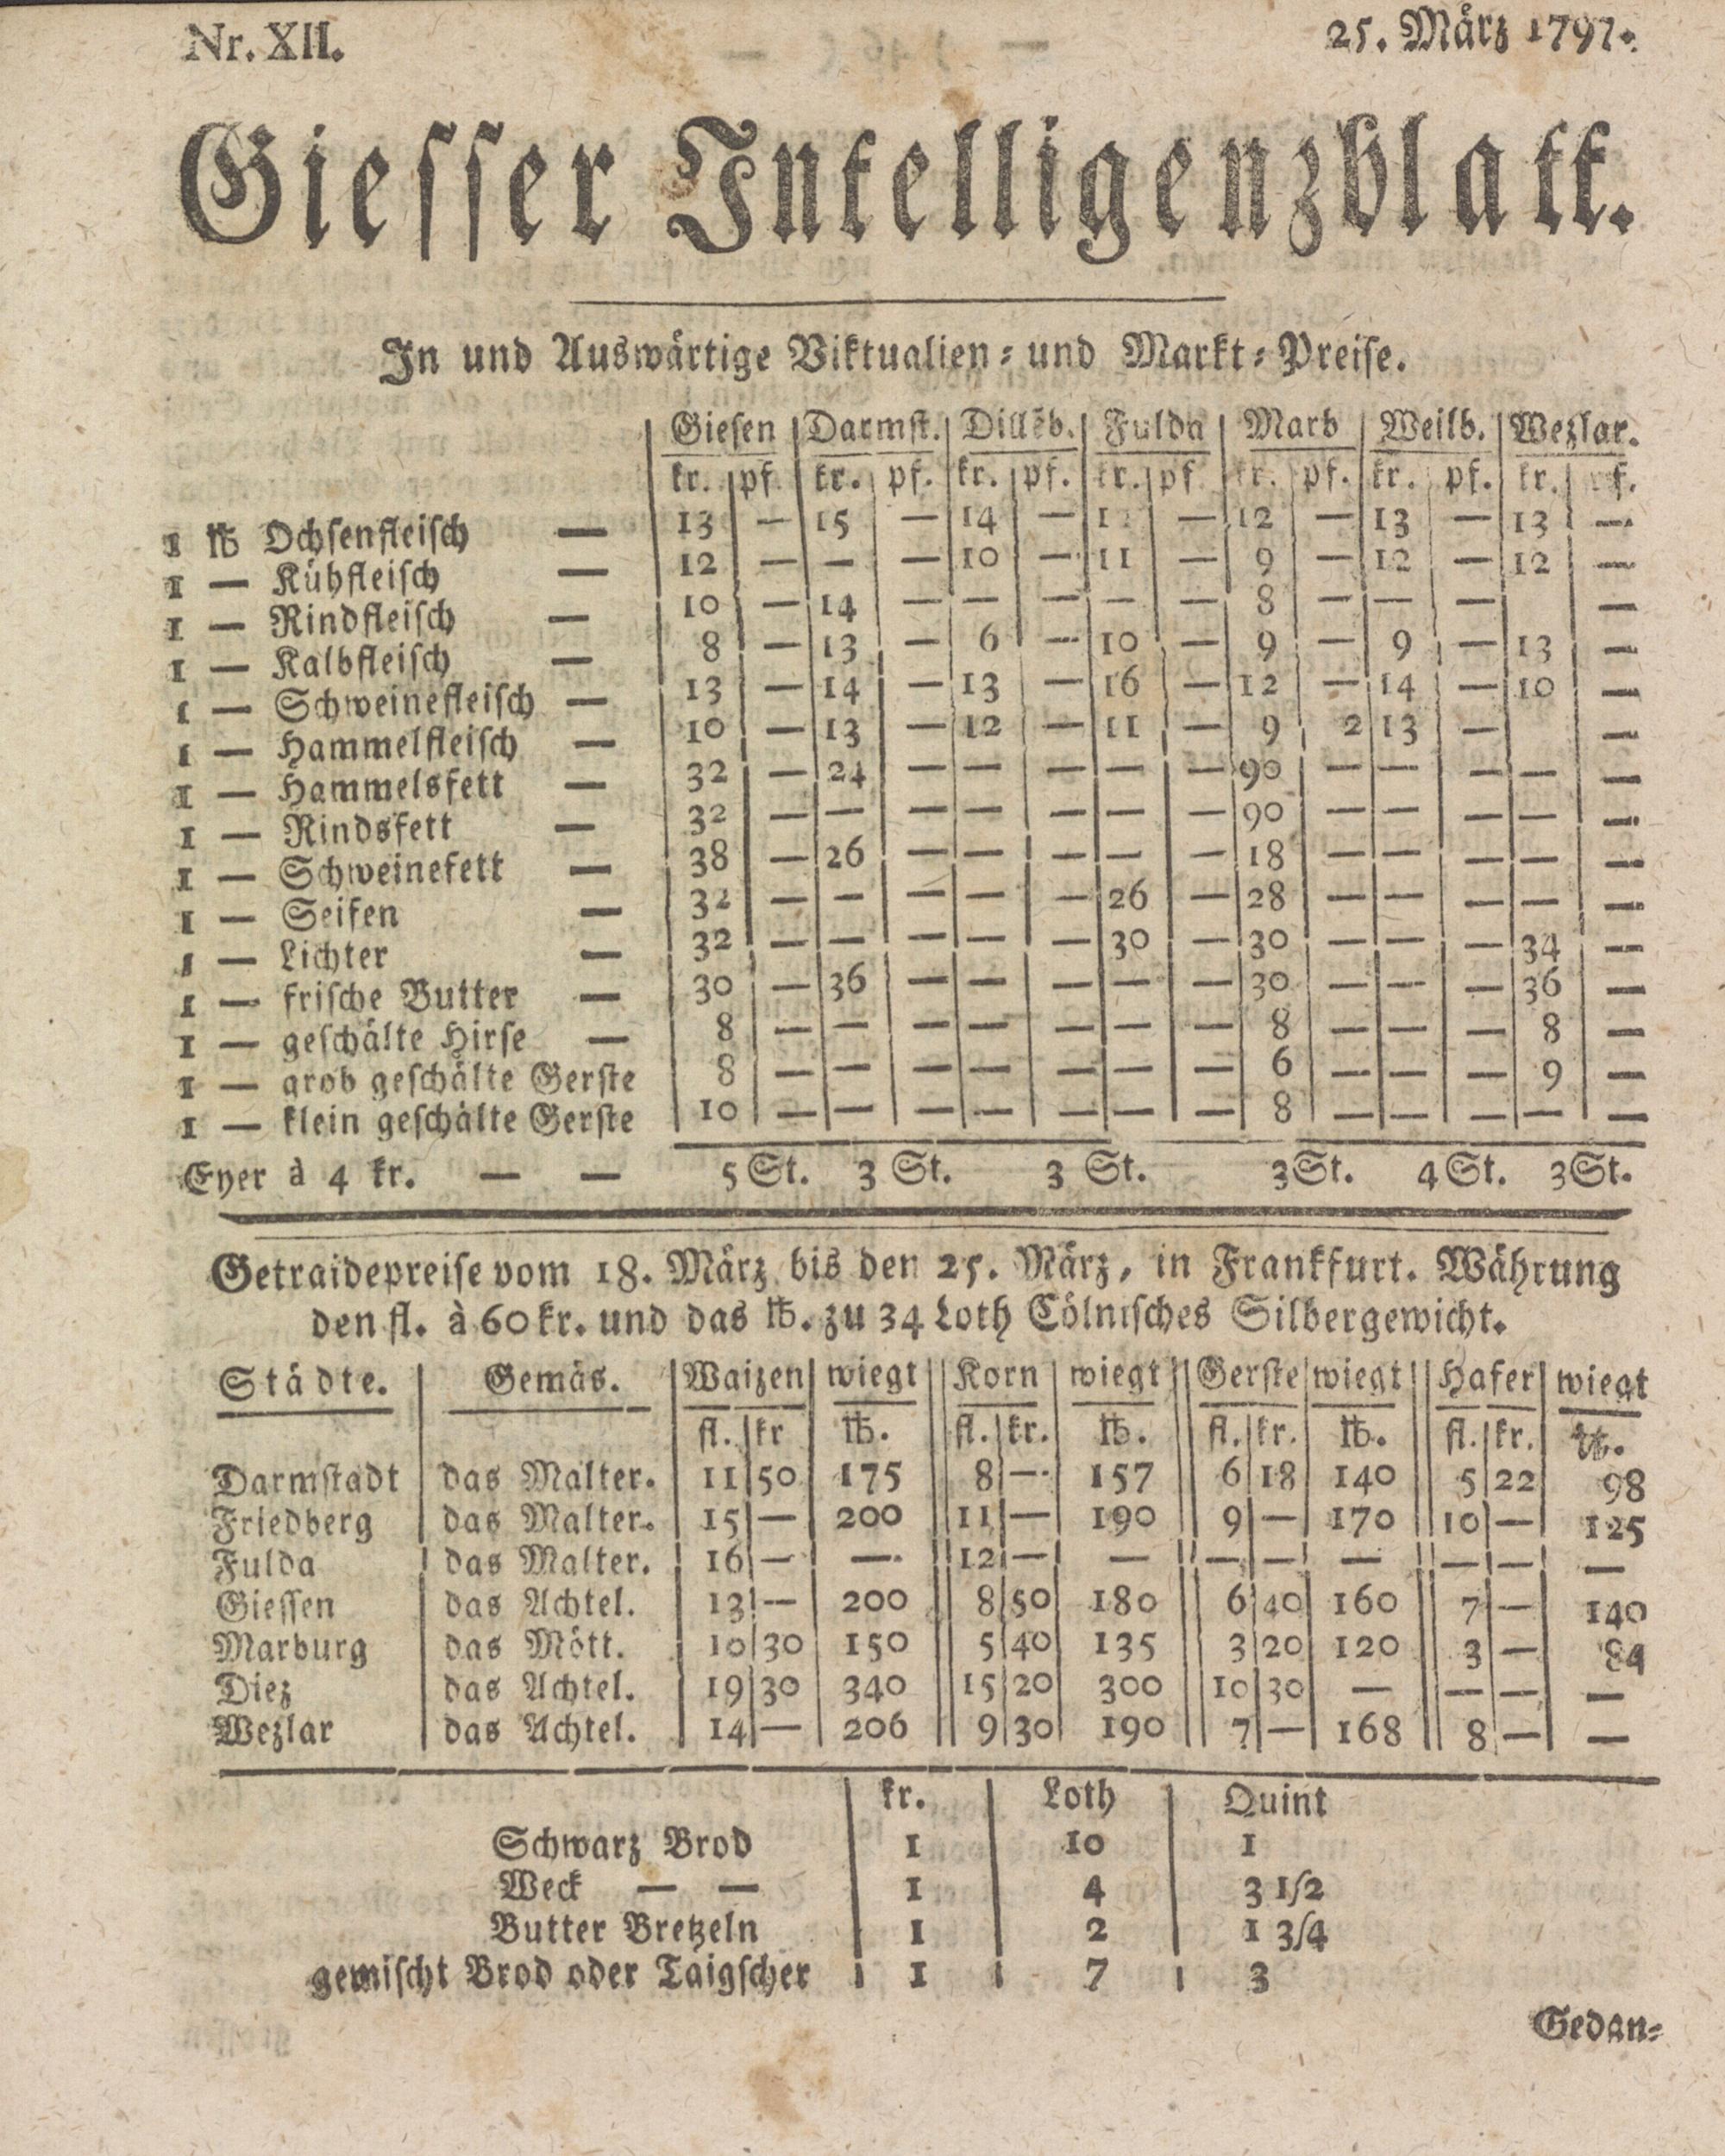 Nr. XII. 25. März 1797.
Giesser Intelligenzblatt.
In und Auswärtige Viktualien- und Markt-Preise.
Giesen Darmst. Dillēb. Fulda Marb Weilb. Wezlar.
kr. pf. kr. pf. kr. pf. kr. pf kr. pf. kr. pf. kr. pf.
1 ℔ Ochsenfleisch — 13 — 15 — 14 — — 12 — 13 — 13 —
1 — Kühfleisch — 12 — — — 10 — 11 — 9 — 12 — 12 —
1 — Rindfleisch — 10 — 14 — — — — — 8 — — — —
1 — Kalbfleisch — 8 — 13 — 6 — 10 — 9 — 9 — 13 —
1 — Schweinefleisch — 13 — 14 — 13 — 16 — 12 — 14 — 10 —
1 — Hammelfleisch — 10 — 13 — 12 — 11 — 9 2 13 — —
1 — Hammelsfett — 32 — 24 — — — — — 90 — — — — —
1 — Rindsfett — 32 — — — — — — — 90 — — — — —
1 — Schweinefett — 38 — 26 — — — — — 18 — — — — —
1 — Seifen — 32 — — — — — 26 — 28 — — — — —
1 — Lichter — 32 — — — — — 30 — 30 — — — 34 —
1 — frische Butter — 30 — 36 — — — — — 30 — — — 36 —
1 — geschälte Hirse — 8 — — — — — — — 8 — — — 8 —
1 — grob geschälte Gerste 8 — — — — — — — 6 — — — 9 —
1 — klein geschälte Gerste 10 — — — — — — — 8 — — — — —
Eyer à 4 kr. — — 5 St. 3 St. 3 St. 3 St. 4 St. 3 St.
Getraidepreise vom 18. März bis den 25. März, in Frankfurt. Währung
den fl. à 60 kr. und das ℔. zu 34 Loth Cölnisches Silbergewicht.
Städte. Gemäs. Waizen wiegt Korn wiegt Gerste wiegt Hafer wiegt
fl. kr ℔. fl. kr. ℔. fl. kr. ℔. fl. kr. ℔.
Darmstadt das Malter. 11 50 175 8 — 157 6 18 140 5 22 98
Friedberg das Malter. 15 — 200 11 — 190 9 — 170 10 — 125
Fulda das Malter. 16 — — 12 — — — — — — — —
Giessen das Achtel. 13 — 200 8 50 180 6 40 160 7 — 140
Marburg das Mött. 10 30 150 5 40 135 3 20 120 3 — 84
Diez das Achtel. 19 30 340 15 20 300 10 30 — — — —
Wezlar das Achtel. 14 — 206 9 30 190 7 — 168 8 — —
kr. Loth Quint
Schwarz Brod 1 10 1
Weck — — 1 4 3 1/2
Butter Bretzeln 1 2 1 3/4
gemischt Brod oder Taigscher 1 7 3
Gedan-